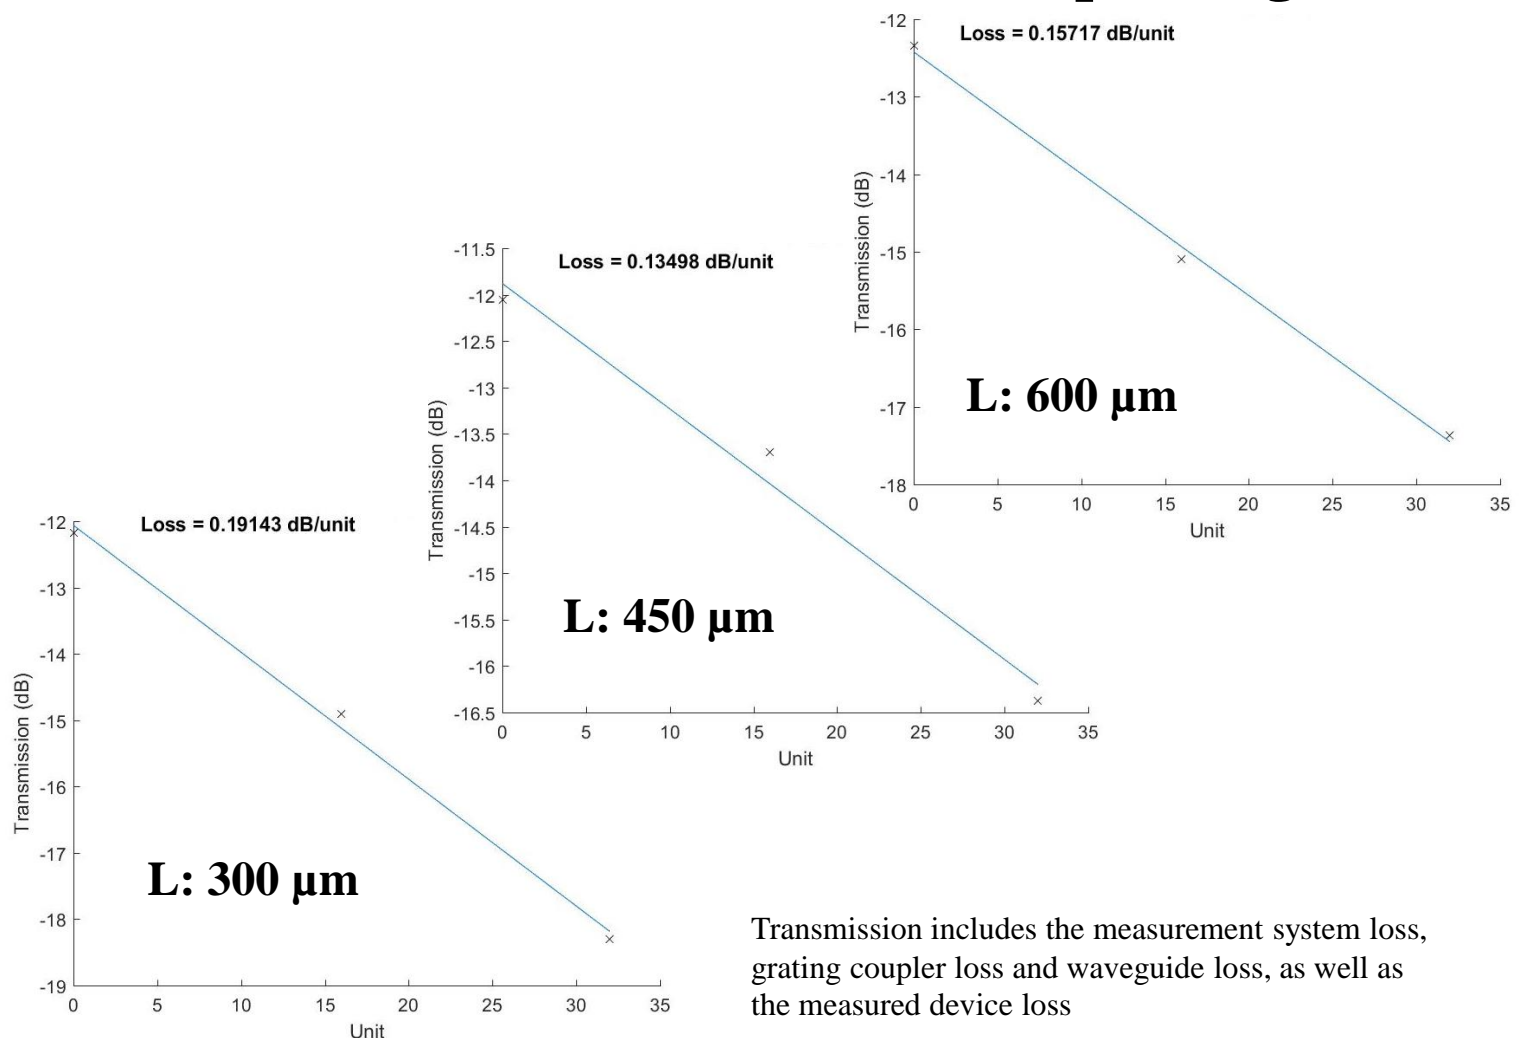 Loss = 0.15717 dB/unit
-12
-13
-14
-15
-16
-17
-18
Transmission (dB)
L: 600 µm
0 5 10 15 20 25 30 35
Unit
Loss = 0.13498 dB/unit
-11.5
-12
-12.5
-13
-13.5
-14
-14.5
-15
-15.5
-16
-16.5
Transmission (dB)
L: 450 µm
0 5 10 15 20 25 30 35
Unit
Loss = 0.19143 dB/unit
-12
-13
-14
-15
-16
-17
-18
-19
Transmission (dB)
L: 300 µm
0 5 10 15 20 25 30 35
Unit
Transmission includes the measurement system loss,
grating coupler loss and waveguide loss, as well as
the measured device loss